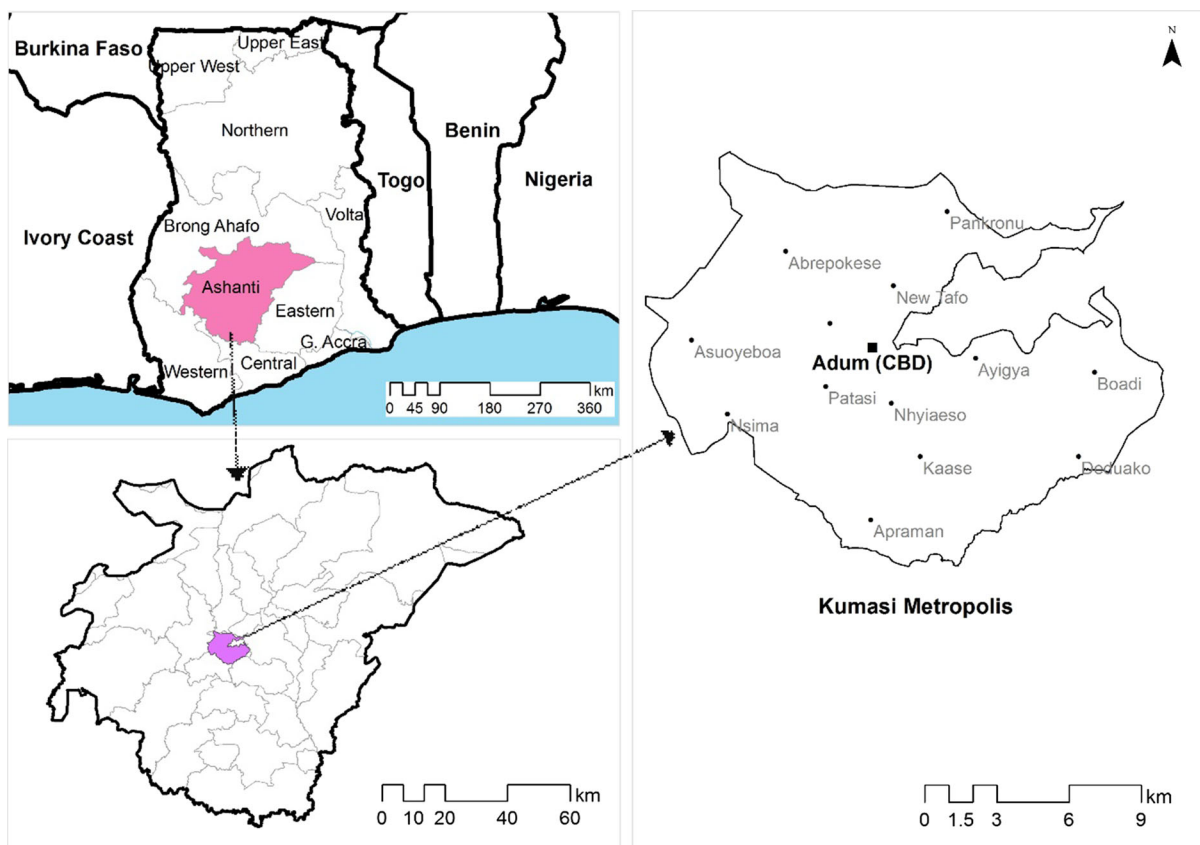 Burkina Faso
Upper East
Upper West
Northern
Benin
Togo
Nigeria
Volta
Brong Ahafo
Ivory Coast
Ashanti
Eastern
G. Accra
Central
Western
km
0 45 90 180 270 360
km
0 10 20 40 60
N
Pankronu
Abrepokese
New Tafo
Asuoyeboa
Adum (CBD)
Ayigya
Boadi
Patasi
Nhyiaeso
Nsima
Kaase
Deduako
Apraman
Kumasi Metropolis
km
0 1.5 3 6 9